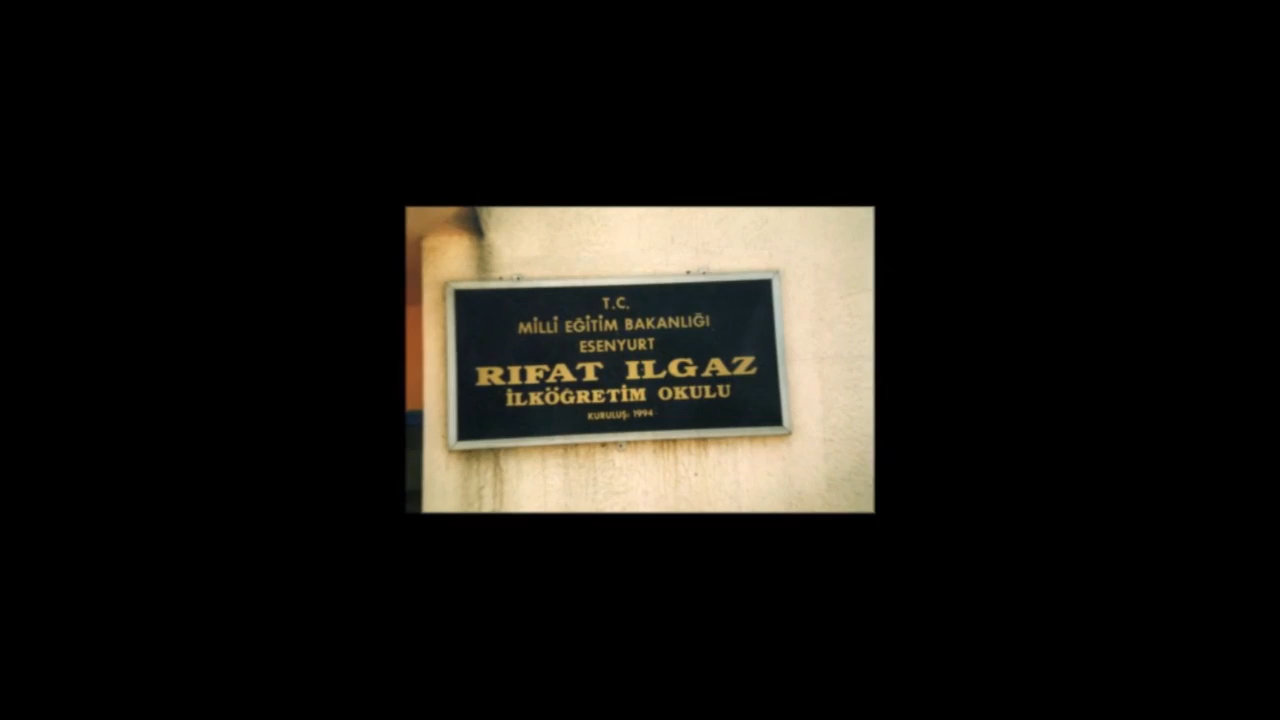 T.C.
MİLLİ EĞİTİM BAKANLIĞI
ESENYURT
RIFAT ILGAZ
İLKÖĞRETİM OKULU
KURULUŞ: 1994